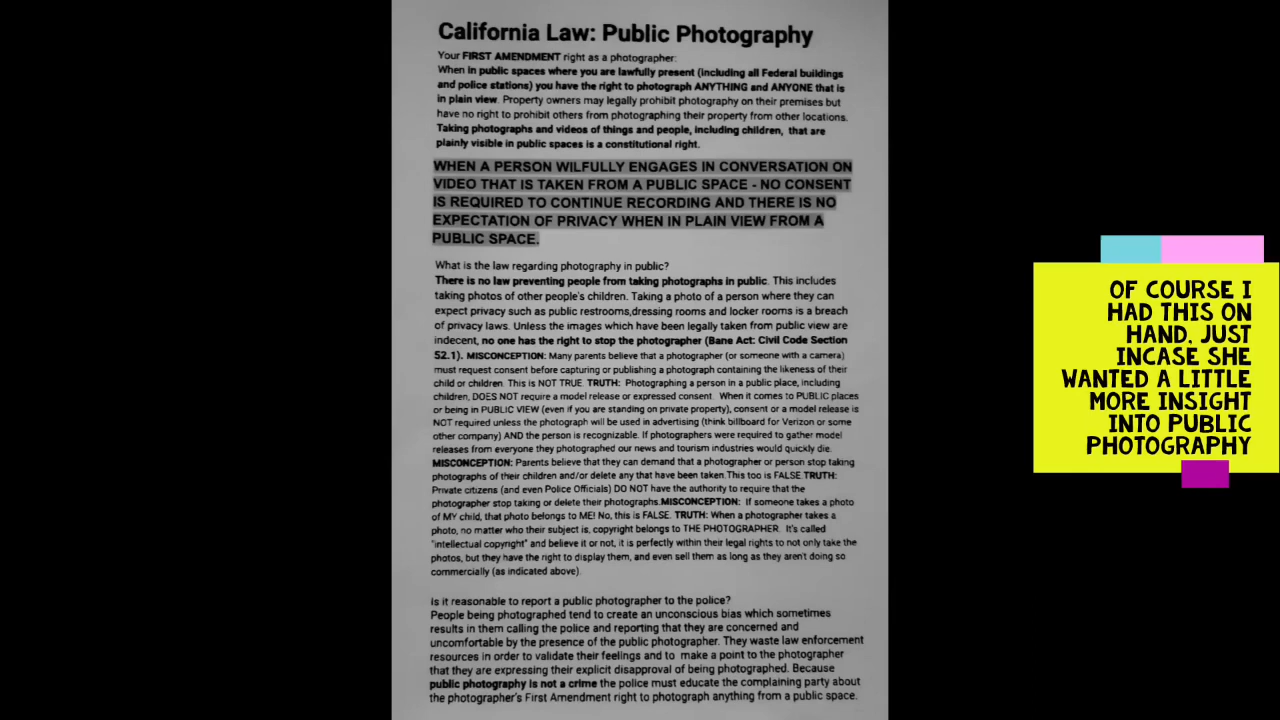 California Law: Public Photography
Your FIRST AMENDMENT right as a photographer:
When in public spaces where you are lawfully present (including all Federal buildings
and police stations) you have the right to photograph ANYTHING and ANYONE that is
in plain view. Property owners may legally prohibit photography on their premises but
have no right to prohibit others from photographing their property from other locations.
Taking photographs and videos of things and people, including children, that are
plainly visible in public spaces is a constitutional right.
WHEN A PERSON WILFULLY ENGAGES IN CONVERSATION ON
VIDEO THAT IS TAKEN FROM A PUBLIC SPACE - NO CONSENT
IS REQUIRED TO CONTINUE RECORDING AND THERE IS NO
EXPECTATION OF PRIVACY WHEN IN PLAIN VIEW FROM A
PUBLIC SPACE.
What is the law regarding photography in public?
There is no law preventing people from taking photographs in public. This includes
taking photos of other people's children. Taking a photo of a person where they can
expect privacy such as public restrooms,dressing rooms and locker rooms is a breach
of privacy laws. Unless the images which have been legally taken from public view are
indecent, no one has the right to stop the photographer (Bane Act: Civil Code Section
52.1). MISCONCEPTION: Many parents believe that a photographer (or someone with a camera)
must request consent before capturing or publishing a photograph containing the likeness of their
child or children. This is NOT TRUE. TRUTH: Photographing a person in a public place, including
children, DOES NOT require a model release or expressed consent. When it comes to PUBLIC places
or being in PUBLIC VIEW (even if you are standing on private property), consent or a model release is
NOT required unless the photograph will be used in advertising (think billboard for Verizon or some
other company) AND the person is recognizable. If photographers were required to gather model
releases from everyone they photographed our news and tourism industries would quickly die.
MISCONCEPTION: Parents believe that they can demand that a photographer or person stop taking
photographs of their children and/or delete any that have been taken.This too is FALSE.TRUTH:
Private citizens (and even Police Officials) DO NOT have the authority to require that the
photographer stop taking or delete their photographs.MISCONCEPTION: If someone takes a photo
of MY child, that photo belongs to ME! No, this is FALSE. TRUTH: When a photographer takes a
photo, no matter who their subject is, copyright belongs to THE PHOTOGRAPHER. It's called
"intellectual copyright" and believe it or not, it is perfectly within their legal rights to not only take the
photos, but they have the right to display them, and even sell them as long as they aren't doing so
commercially (as indicated above).
Is it reasonable to report a public photographer to the police?
People being photographed tend to create an unconscious bias which sometimes
results in them calling the police and reporting that they are concerned and
uncomfortable by the presence of the public photographer. They waste law enforcement
resources in order to validate their feelings and to make a point to the photographer
that they are expressing their explicit disapproval of being photographed. Because
public photography is not a crime the police must educate the complaining party about
the photographer's First Amendment right to photograph anything from a public space.
OF COURSE I
HAD THIS ON
HAND, JUST
INCASE SHE
WANTED A LITTLE
MORE INSIGHT
INTO PUBLIC
PHOTOGRAPHY